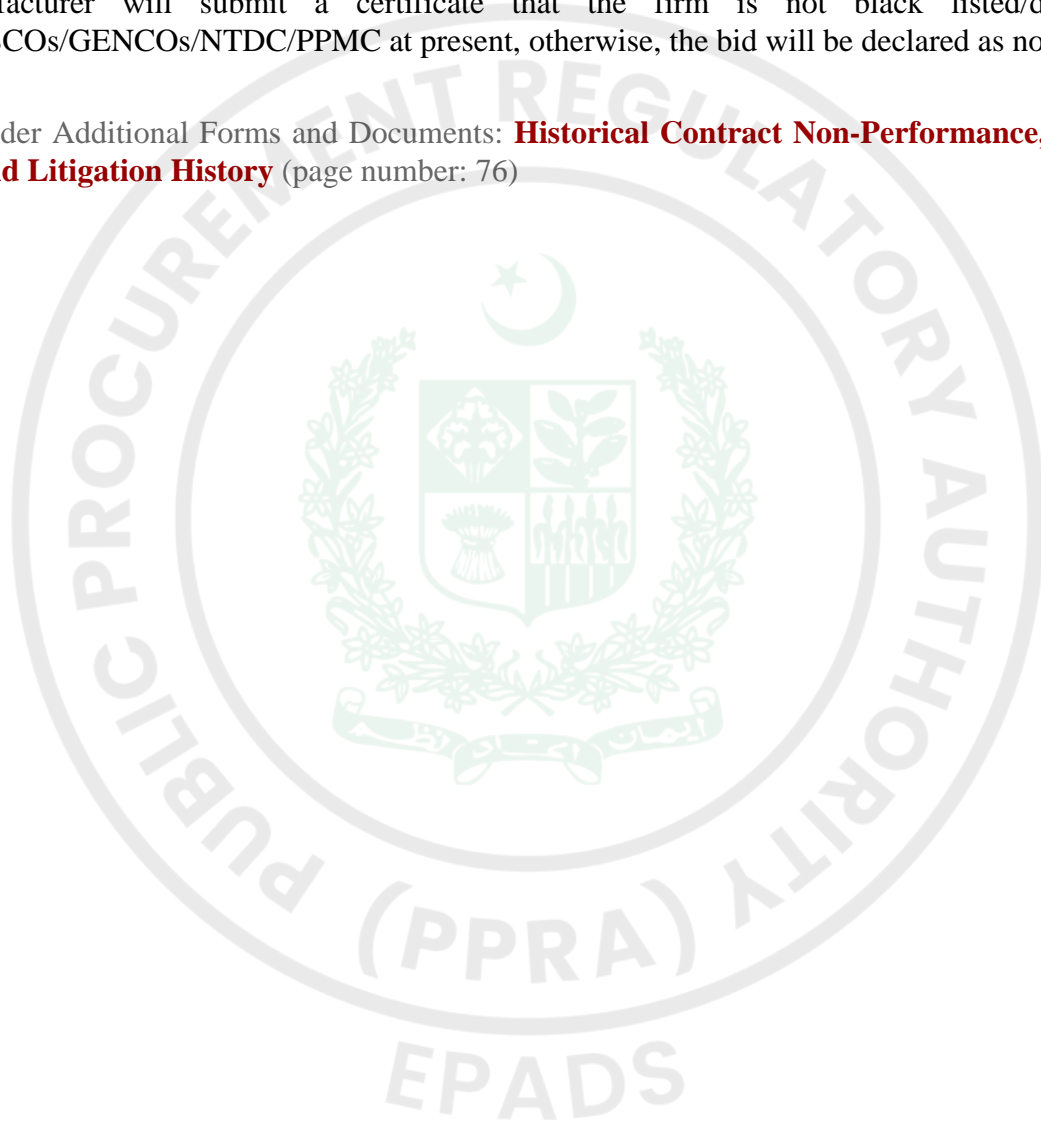 facturer will submit a certificate that the firm is not black listed/d
COs/GENCOs/NTDC/PPMC at present, otherwise, the bid will be declared as no
der Additional Forms and Documents: Historical Contract Non-Performance,
d Litigation History (page number: 76)
PUBLIC PROCUREMENT REGULATORY AUTHORITY
(PPRA)
EPADS